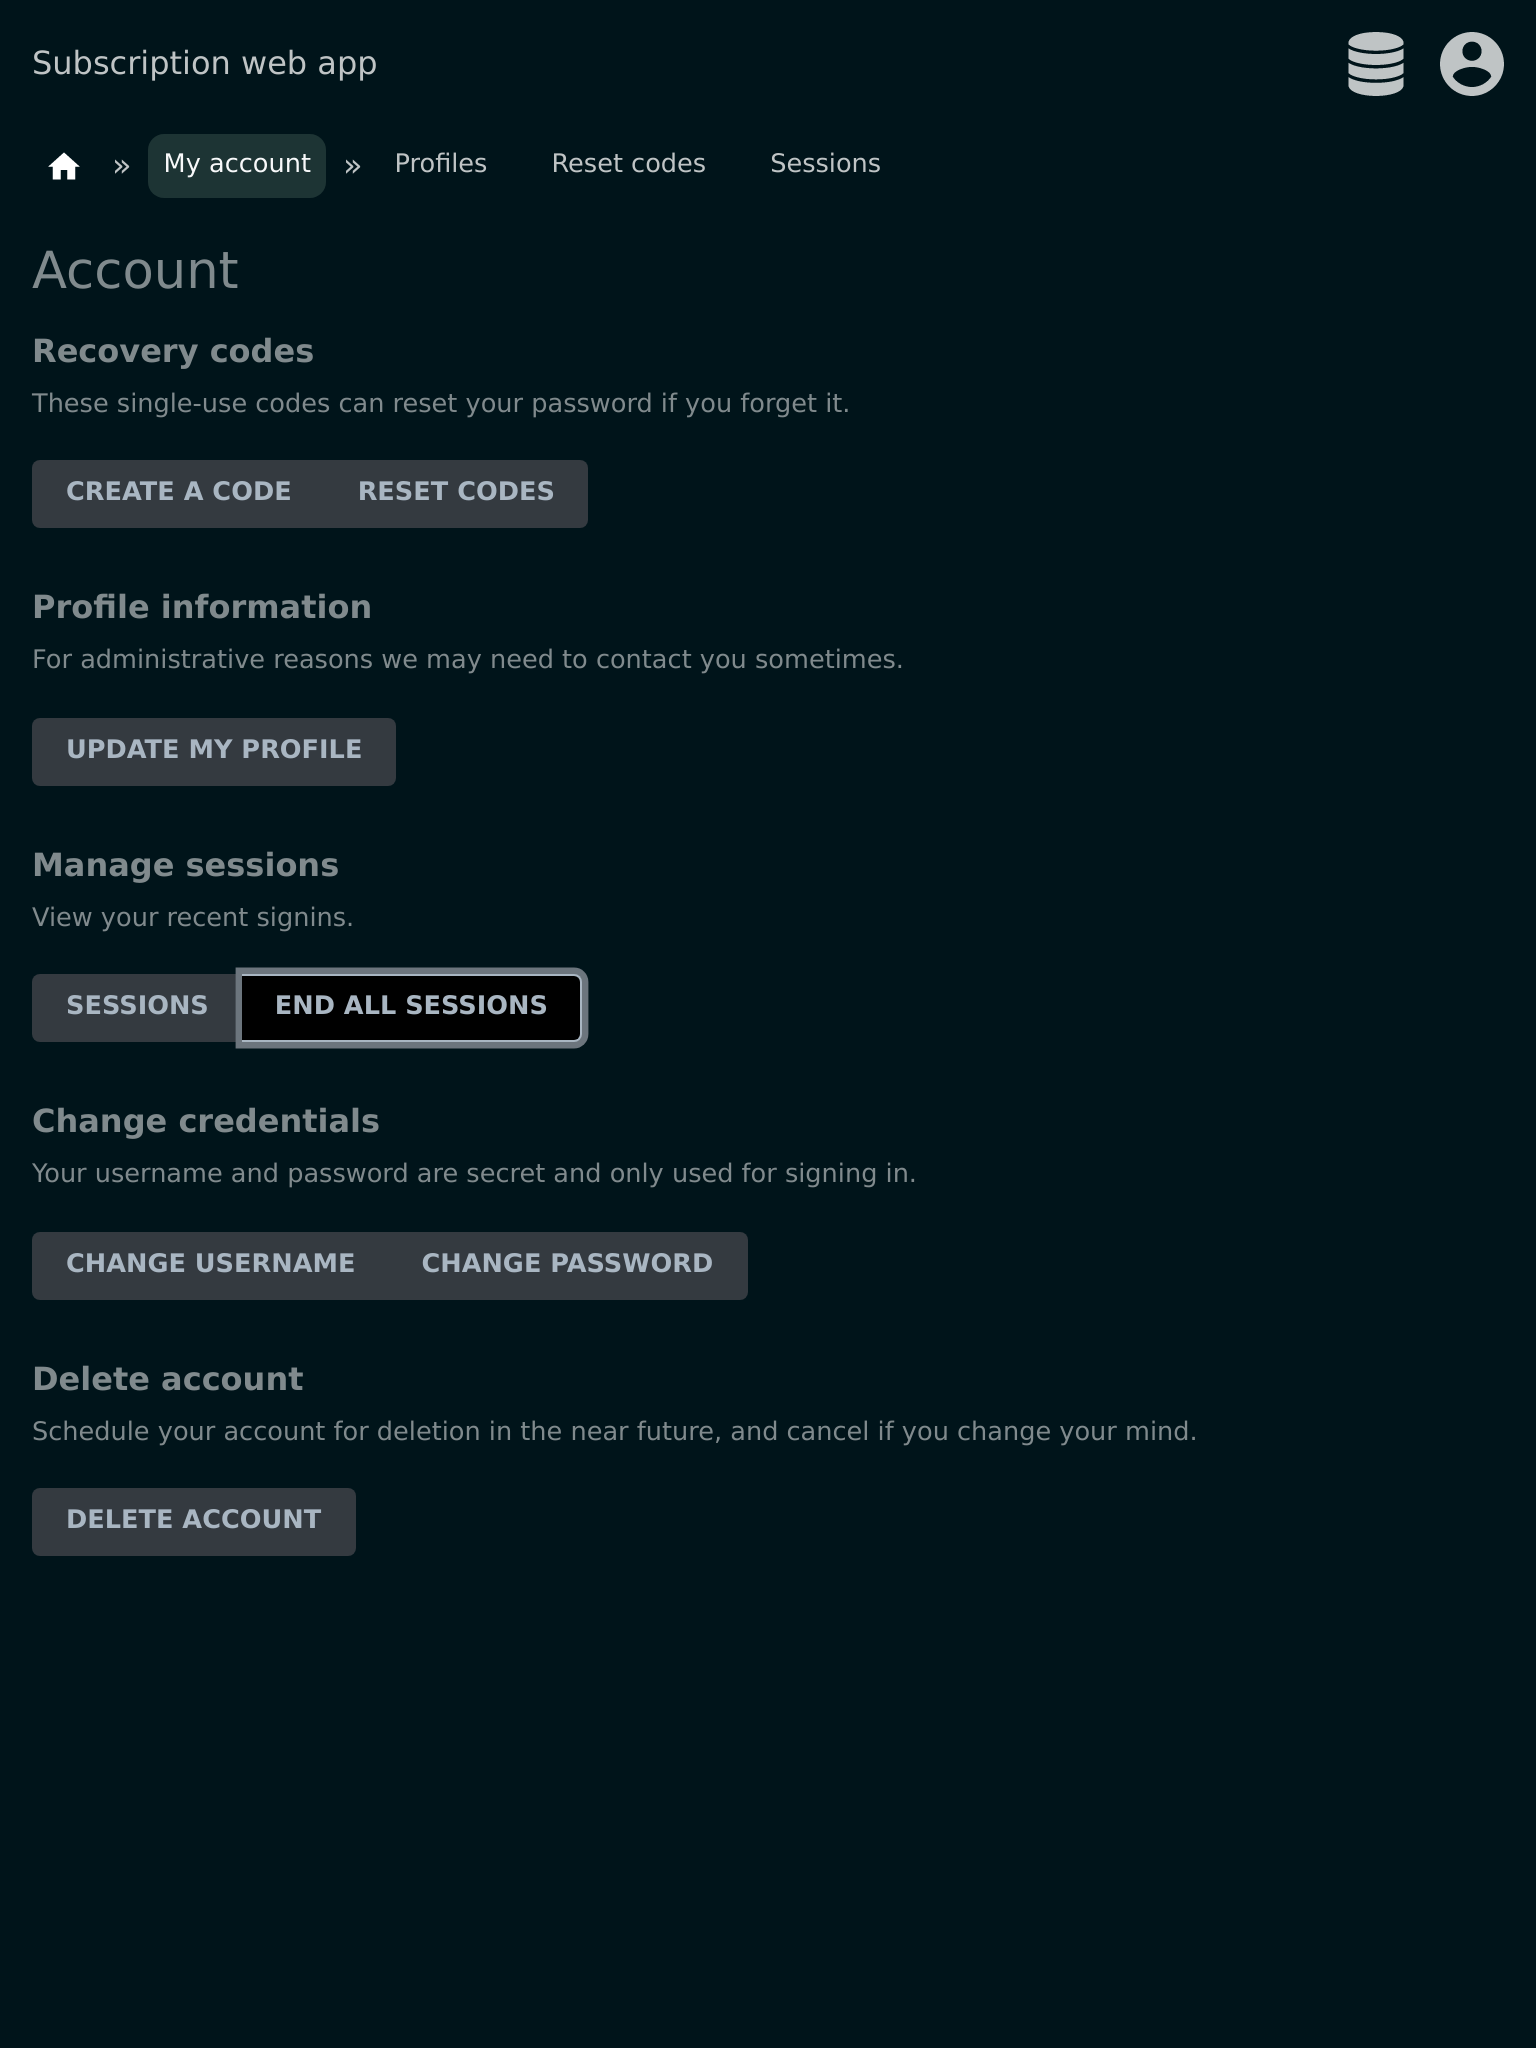 Subscription web app
» My account » Profiles Reset codes Sessions
Account
Recovery codes
These single-use codes can reset your password if you forget it.
CREATE A CODE RESET CODES
Profile information
For administrative reasons we may need to contact you sometimes.
UPDATE MY PROFILE
Manage sessions
View your recent signins.
SESSIONS END ALL SESSIONS
Change credentials
Your username and password are secret and only used for signing in.
CHANGE USERNAME CHANGE PASSWORD
Delete account
Schedule your account for deletion in the near future, and cancel if you change your mind.
DELETE ACCOUNT